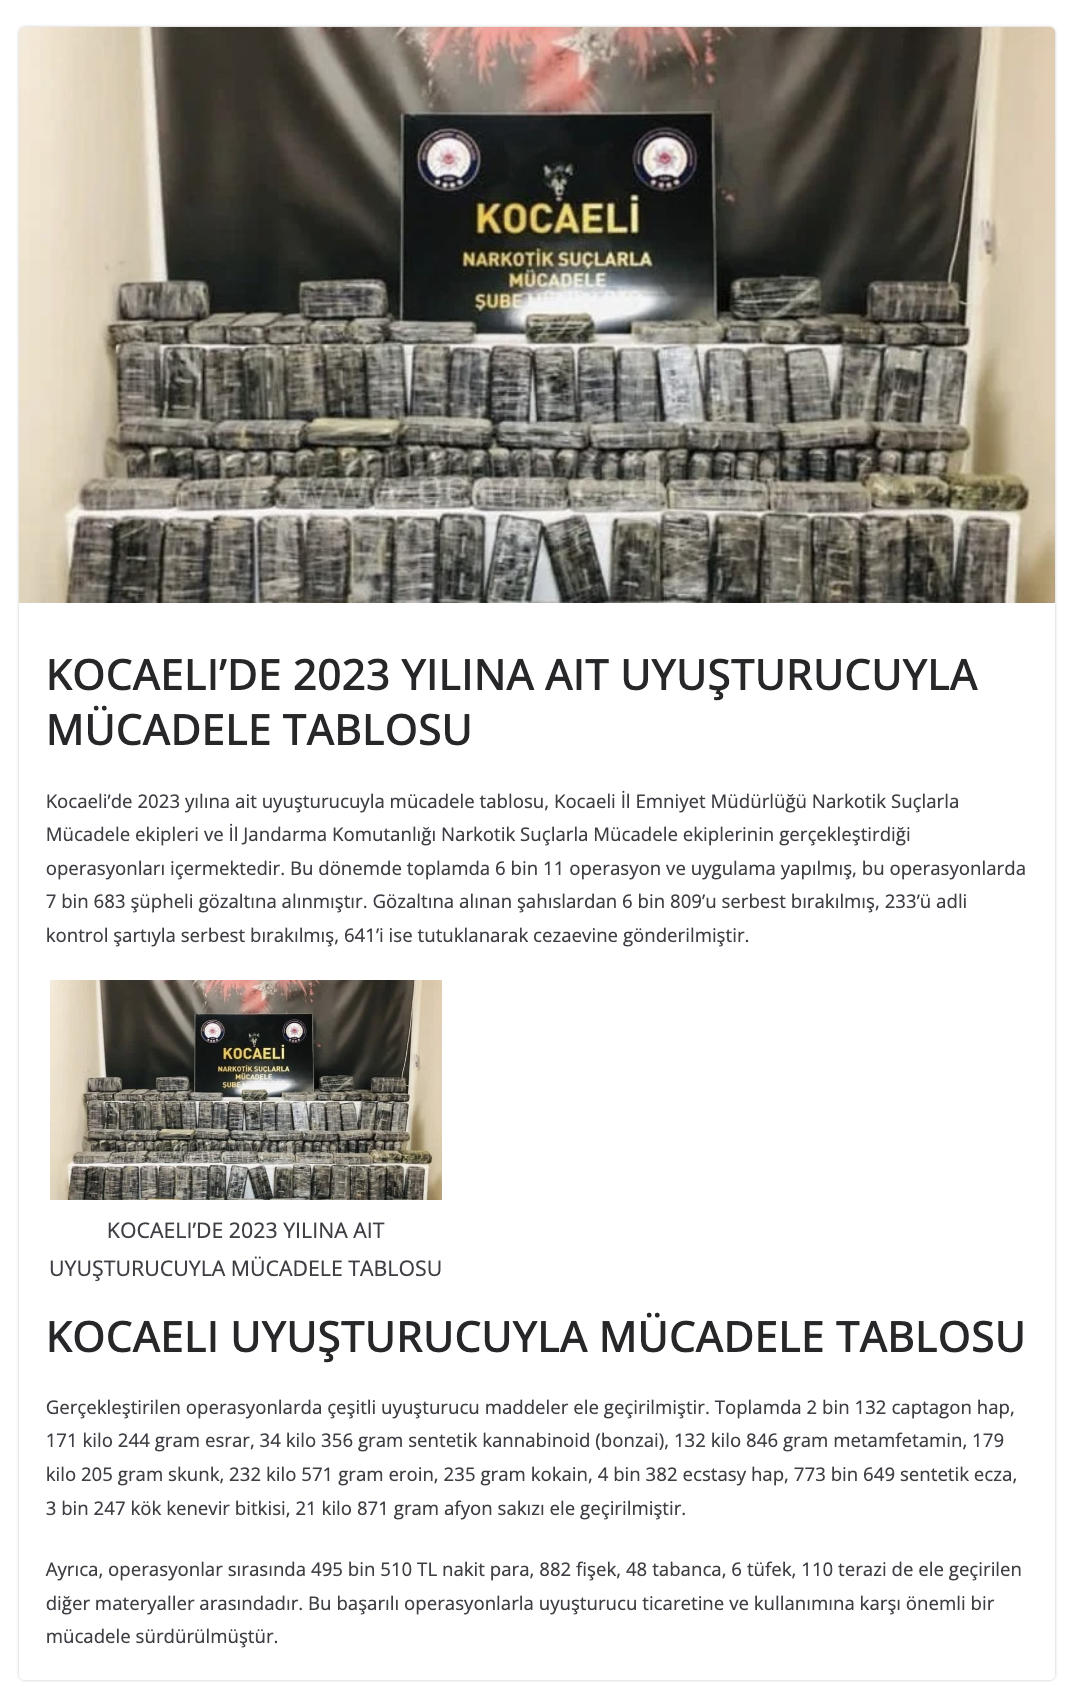 KOCAELİ
NARKOTİK SUÇLARLA
MÜCADELE
ŞUBE
KOCAELI’DE 2023 YILINA AIT UYUŞTURUCUYLA
MÜCADELE TABLOSU
Kocaeli’de 2023 yılına ait uyuşturucuyla mücadele tablosu, Kocaeli İl Emniyet Müdürlüğü Narkotik Suçlarla
Mücadele ekipleri ve İl Jandarma Komutanlığı Narkotik Suçlarla Mücadele ekiplerinin gerçekleştirdiği
operasyonları içermektedir. Bu dönemde toplamda 6 bin 11 operasyon ve uygulama yapılmış, bu operasyonlarda
7 bin 683 şüpheli gözaltına alınmıştır. Gözaltına alınan şahıslardan 6 bin 809’u serbest bırakılmış, 233’ü adli
kontrol şartıyla serbest bırakılmış, 641’i ise tutuklanarak cezaevine gönderilmiştir.
KOCAELİ
NARKOTİK SUÇLARLA
MÜCADELE
ŞUBE
KOCAELI’DE 2023 YILINA AIT
UYUŞTURUCUYLA MÜCADELE TABLOSU
KOCAELI UYUŞTURUCUYLA MÜCADELE TABLOSU
Gerçekleştirilen operasyonlarda çeşitli uyuşturucu maddeler ele geçirilmiştir. Toplamda 2 bin 132 captagon hap,
171 kilo 244 gram esrar, 34 kilo 356 gram sentetik kannabinoid (bonzai), 132 kilo 846 gram metamfetamin, 179
kilo 205 gram skunk, 232 kilo 571 gram eroin, 235 gram kokain, 4 bin 382 ecstasy hap, 773 bin 649 sentetik ecza,
3 bin 247 kök kenevir bitkisi, 21 kilo 871 gram afyon sakızı ele geçirilmiştir.
Ayrıca, operasyonlar sırasında 495 bin 510 TL nakit para, 882 fişek, 48 tabanca, 6 tüfek, 110 terazi de ele geçirilen
diğer materyaller arasındadır. Bu başarılı operasyonlarla uyuşturucu ticaretine ve kullanımına karşı önemli bir
mücadele sürdürülmüştür.